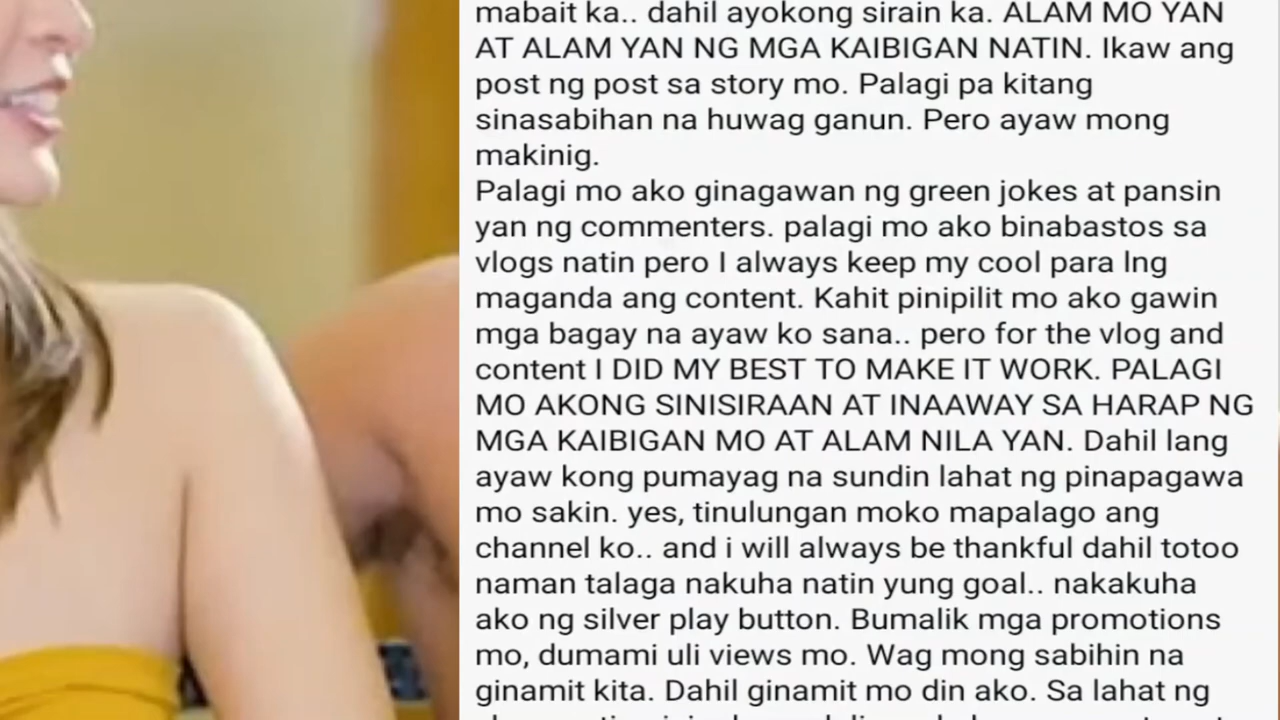 mabait ka.. dahil ayokong sirain ka. ALAM MO YAN
AT ALAM YAN NG MGA KAIBIGAN NATIN. Ikaw ang
post ng post sa story mo. Palagi pa kitang
sinasabihan na huwag ganun. Pero ayaw mong
makinig.
Palagi mo ako ginagawan ng green jokes at pansin
yan ng commenters. palagi mo ako binabastos sa
vlogs natin pero I always keep my cool para lng
maganda ang content. Kahit pinipilit mo ako gawin
mga bagay na ayaw ko sana.. pero for the vlog and
content I DID MY BEST TO MAKE IT WORK. PALAGI
MO AKONG SINISIRAAN AT INAAWAY SA HARAP NG
MGA KAIBIGAN MO AT ALAM NILA YAN. Dahil lang
ayaw kong pumayag na sundin lahat ng pinapagawa
mo sakin. yes, tinulungan moko mapalago ang
channel ko.. and i will always be thankful dahil totoo
naman talaga nakuha natin yung goal.. nakakuha
ako ng silver play button. Bumalik mga promotions
mo, dumami uli views mo. Wag mong sabihin na
ginamit kita. Dahil ginamit mo din ako. Sa lahat ng